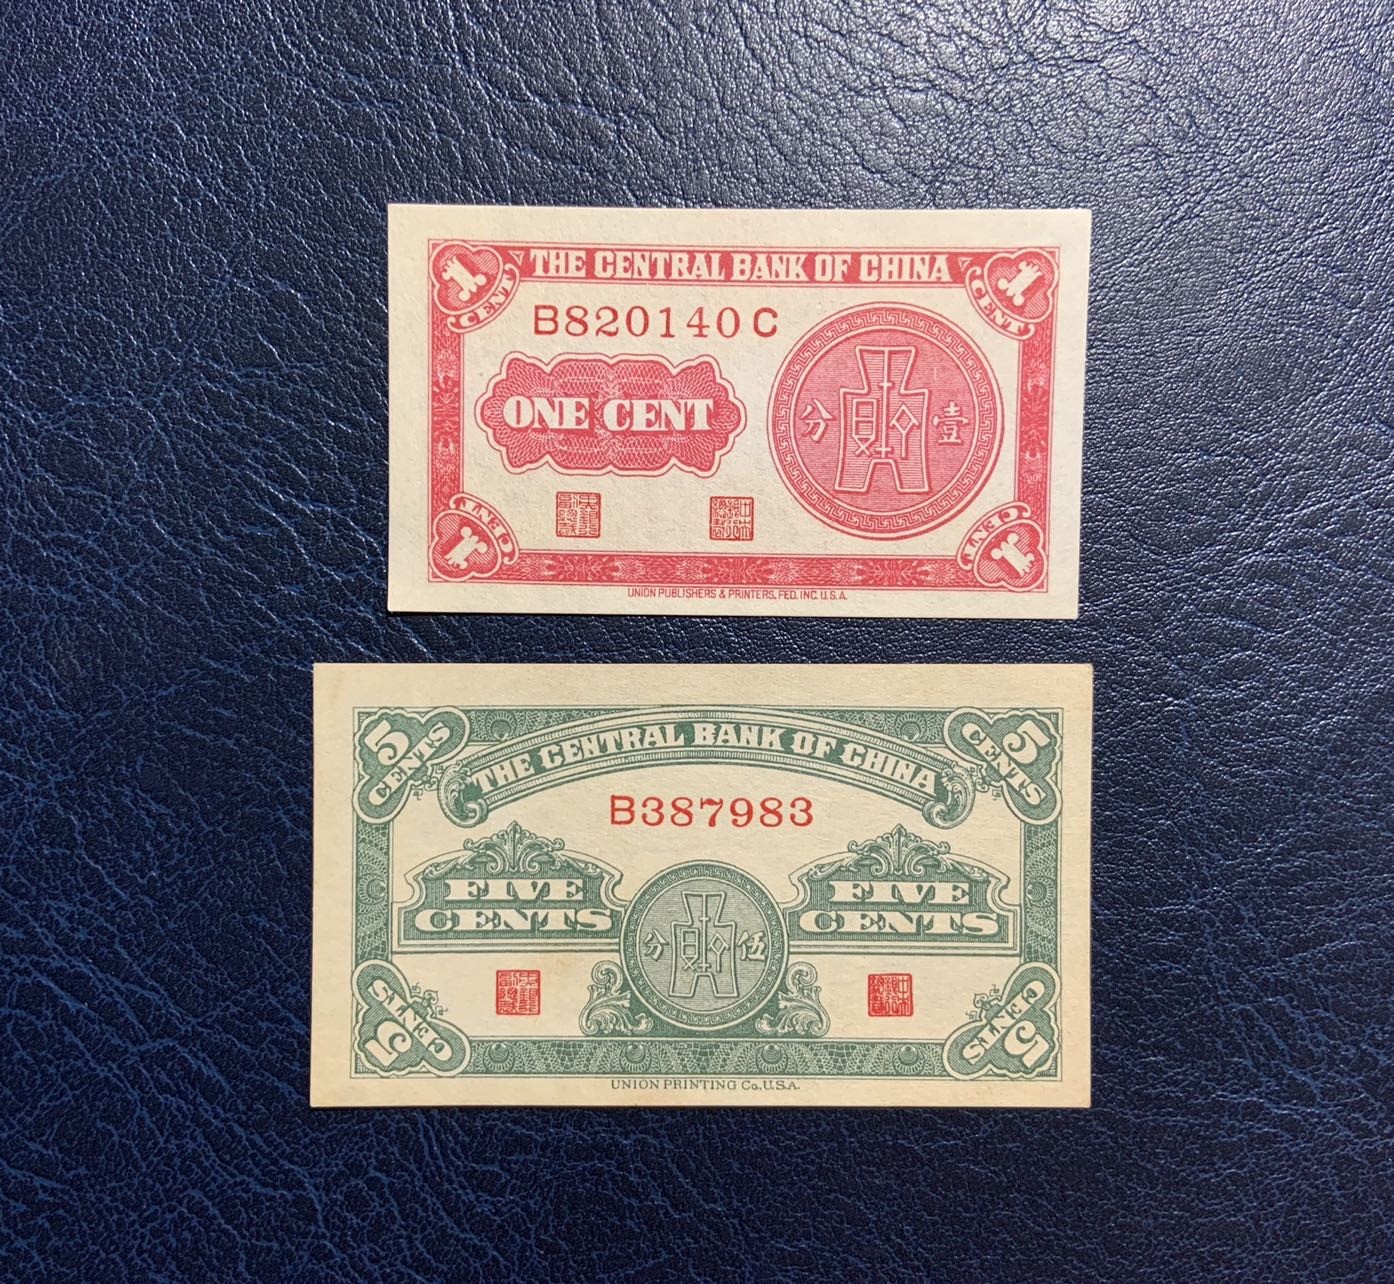 1 CENT
THE CENTRAL BANK OF CHINA
1 CENT
B820140C
ONE CENT
分 壹
1 CENT
1 CENT
UNION PUBLISHERS & PRINTERS, FED. INC. U.S.A.
5 CENTS
THE CENTRAL BANK OF CHINA
5 CENTS
B387983
FIVE CENTS
FIVE CENTS
分 伍
5 CENTS
5 CENTS
UNION PRINTING Co., U.S.A.